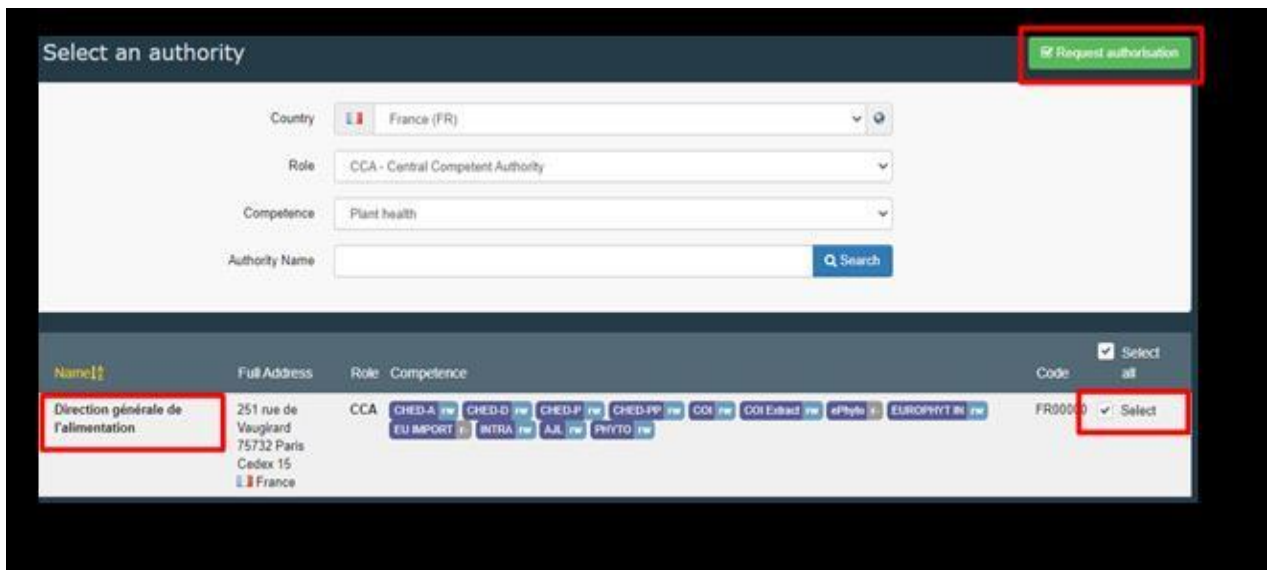 Select an authority
Request authorisation
Country France (FR)
Role CCA - Central Competent Authority
Competence Plant health
Authority Name Search
Name Full Address Role Competence Code Select all
Direction générale de l'alimentation
251 rue de Vaugirard
75732 Paris
Cedex 15
France
CCA
CHED-A rw CHED-D rw CHED-P rw CHED-PP rw COI rw COI Extract rw ePhyto r- EUROPHYT IN rw
EU IMPORT r- INTRA rw AJL rw PHYTO rw
FR00000 Select